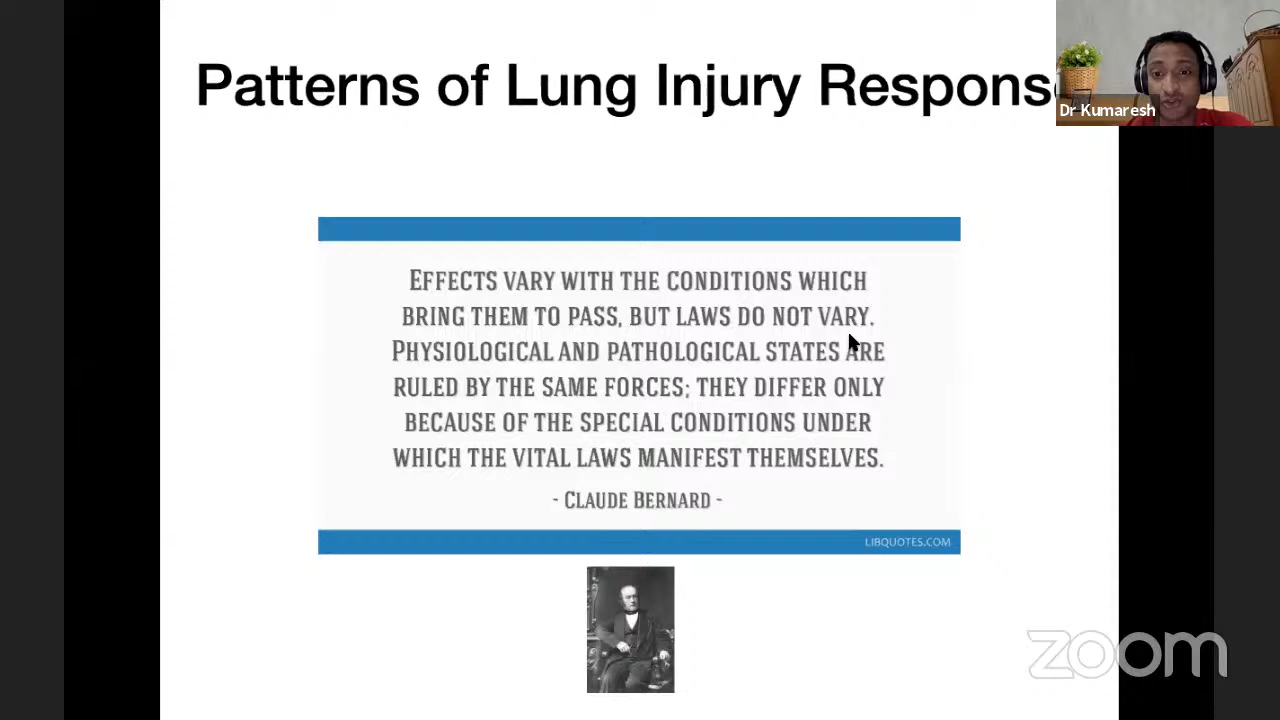 Patterns of Lung Injury Respons
Dr Kumaresh
EFFECTS VARY WITH THE CONDITIONS WHICH
BRING THEM TO PASS, BUT LAWS DO NOT VARY.
PHYSIOLOGICAL AND PATHOLOGICAL STATES ARE
RULED BY THE SAME FORCES; THEY DIFFER ONLY
BECAUSE OF THE SPECIAL CONDITIONS UNDER
WHICH THE VITAL LAWS MANIFEST THEMSELVES.
- CLAUDE BERNARD -
LIBQUOTES.COM
zoom